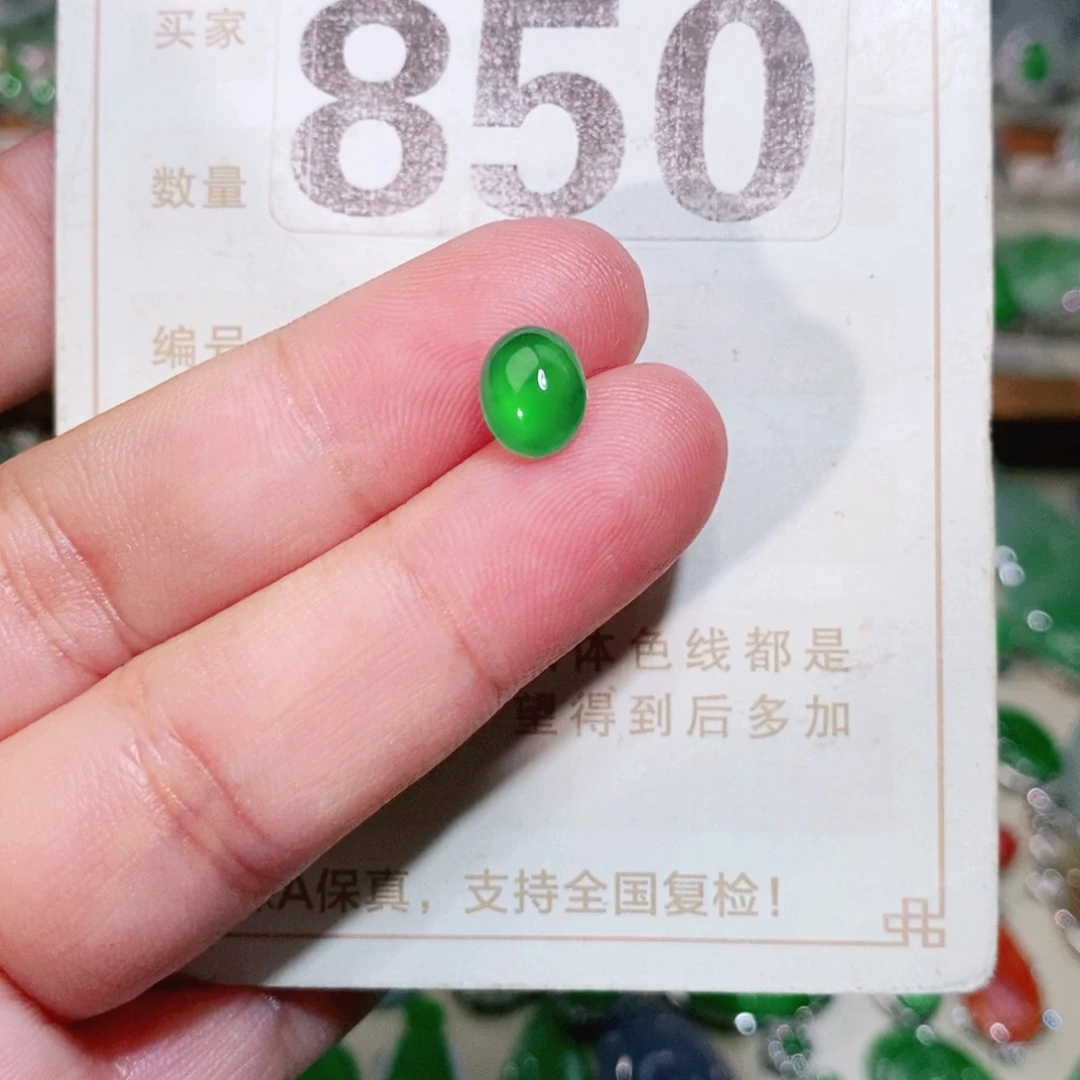 买家
850
数量
编号
体色线都是
望得到后多加
A保真，支持全国复检！